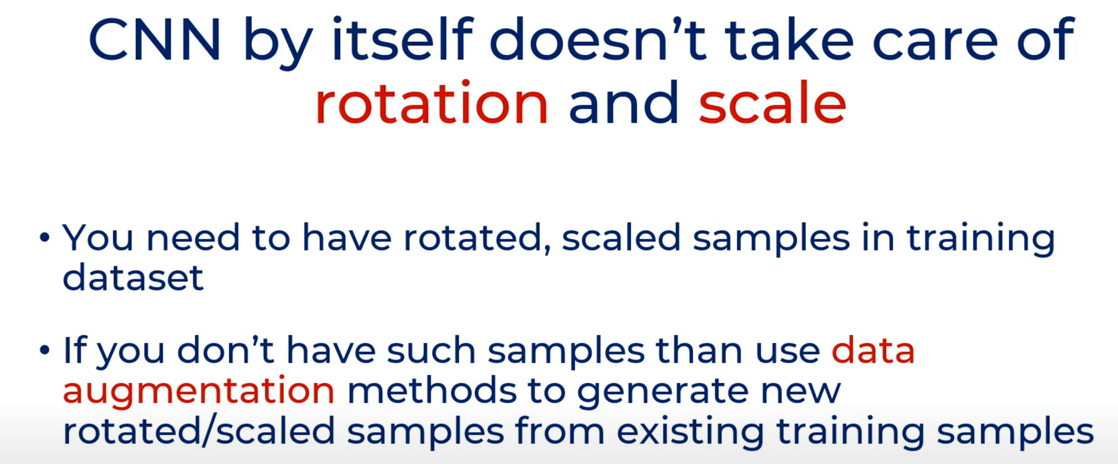 CNN by itself doesn’t take care of
rotation and scale
• You need to have rotated, scaled samples in training
dataset
• If you don’t have such samples than use data
augmentation methods to generate new
rotated/scaled samples from existing training samples